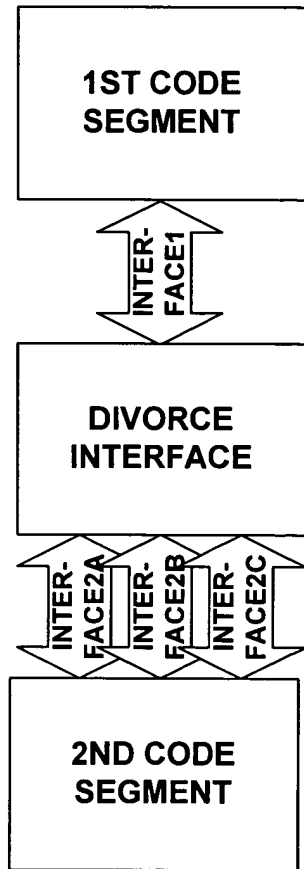 1ST CODE
SEGMENT
INTER-
FACE1
DIVORCE
INTERFACE
INTER-
FACE2A
INTER-
FACE2B
INTER-
FACE2C
2ND CODE
SEGMENT